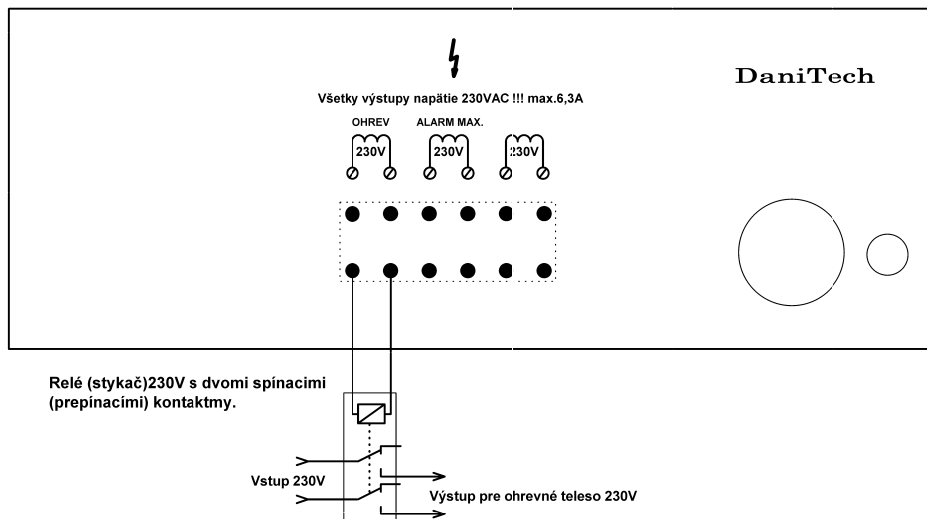 DaniTech
Všetky výstupy napätie 230VAC !!! max.6,3A
OHREV ALARM MAX.
230V 230V 230V
Relé (stykač)230V s dvomi spínacimi
(prepínacími) kontaktmy.
Vstup 230V
Výstup pre ohrevné teleso 230V